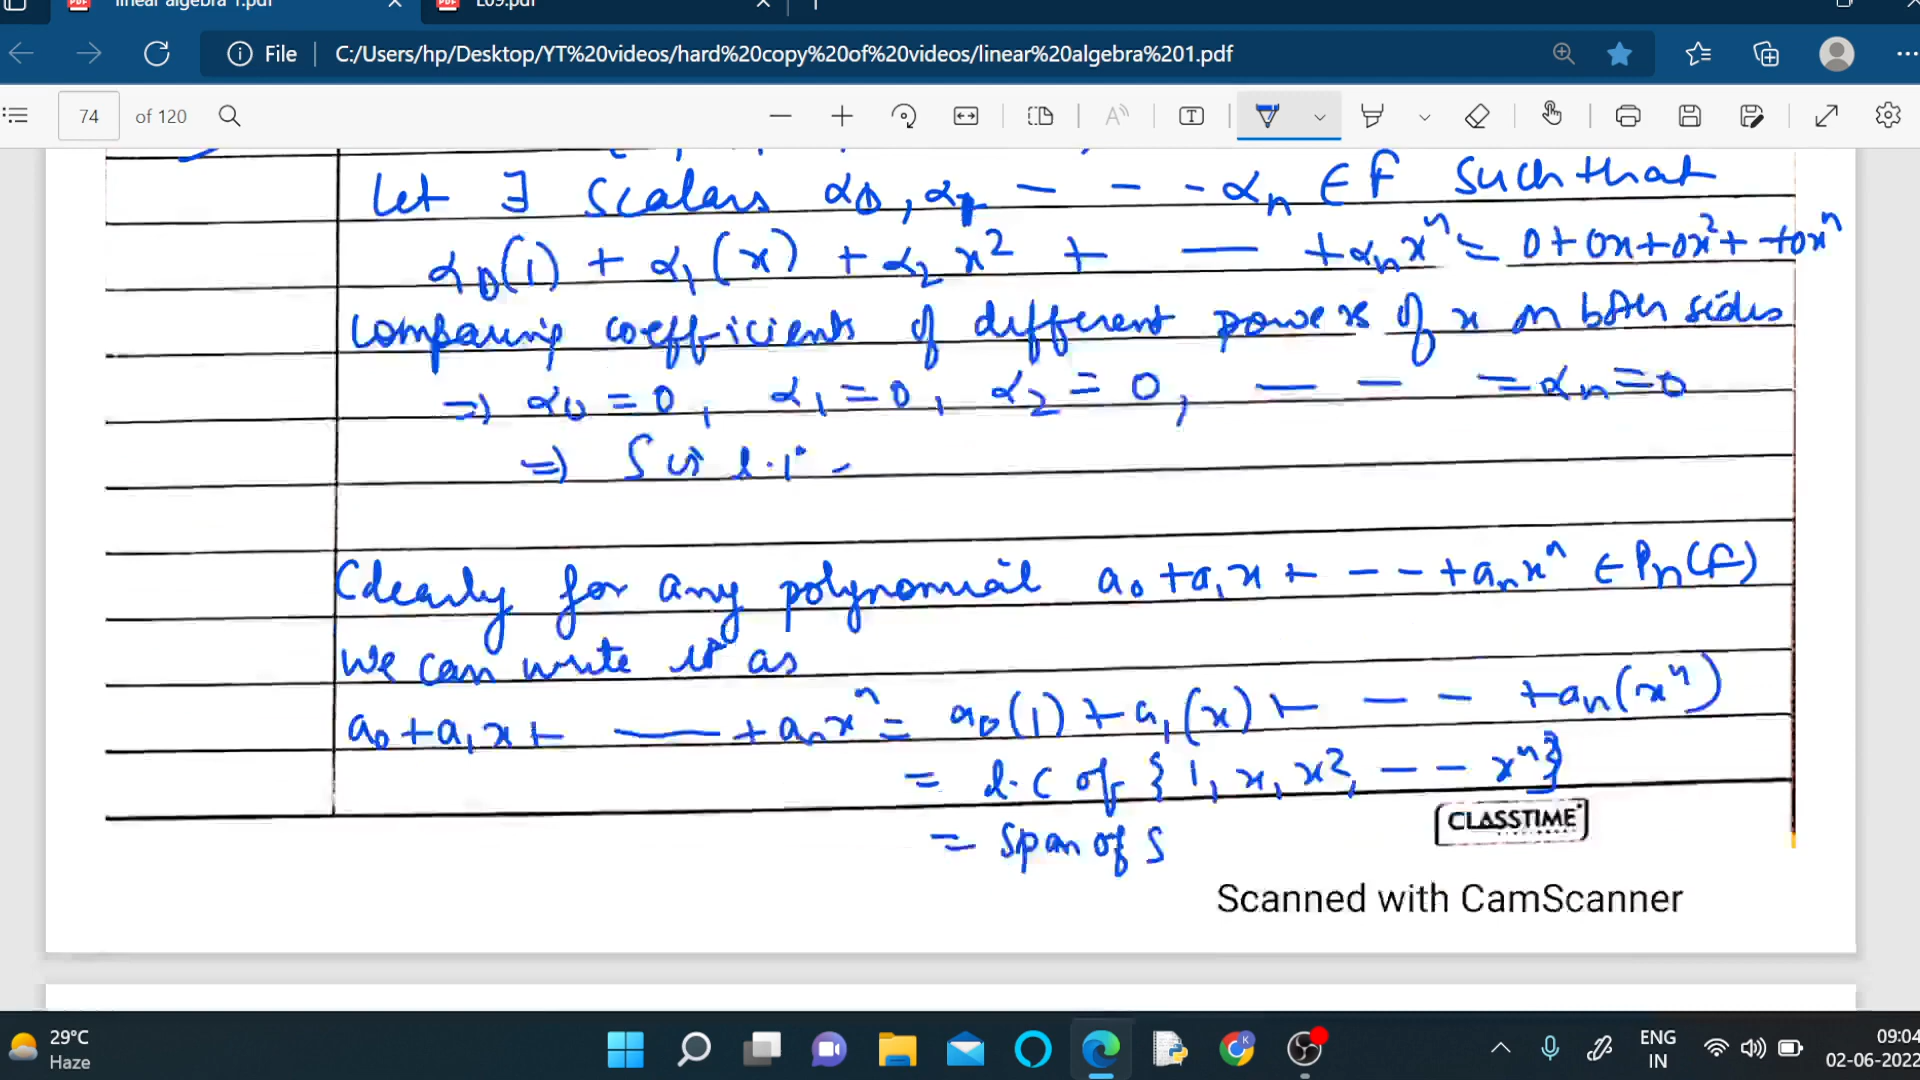 linear algebra 1.pdf
L09.pdf
File C:/Users/hp/Desktop/YT%20videos/hard%20copy%20of%20videos/linear%20algebra%201.pdf
74 of 120
Let ∃ scalars α0, α1 - - - αn ∈ F such that
α0(1) + α1(x) + α2 x² + — + αn xⁿ = 0+0x+0x²+ +0xⁿ
Comparing coefficients of different powers of x on both sides
⇒ α0 = 0, α1 = 0, α2 = 0, — — = αn = 0
⇒ S is l.i -
Clearly for any polynomial a0 + a1x + - - - + anxⁿ ∈ Pn(F)
we can write it as
a0 + a1x + — + anxⁿ = a0(1) + a1(x) + - - + an(xⁿ)
= l.c of {1, x, x², - - xⁿ}
= Span of S
CLASSTIME
Scanned with CamScanner
29°C
Haze
ENG
IN
09:04
02-06-2022